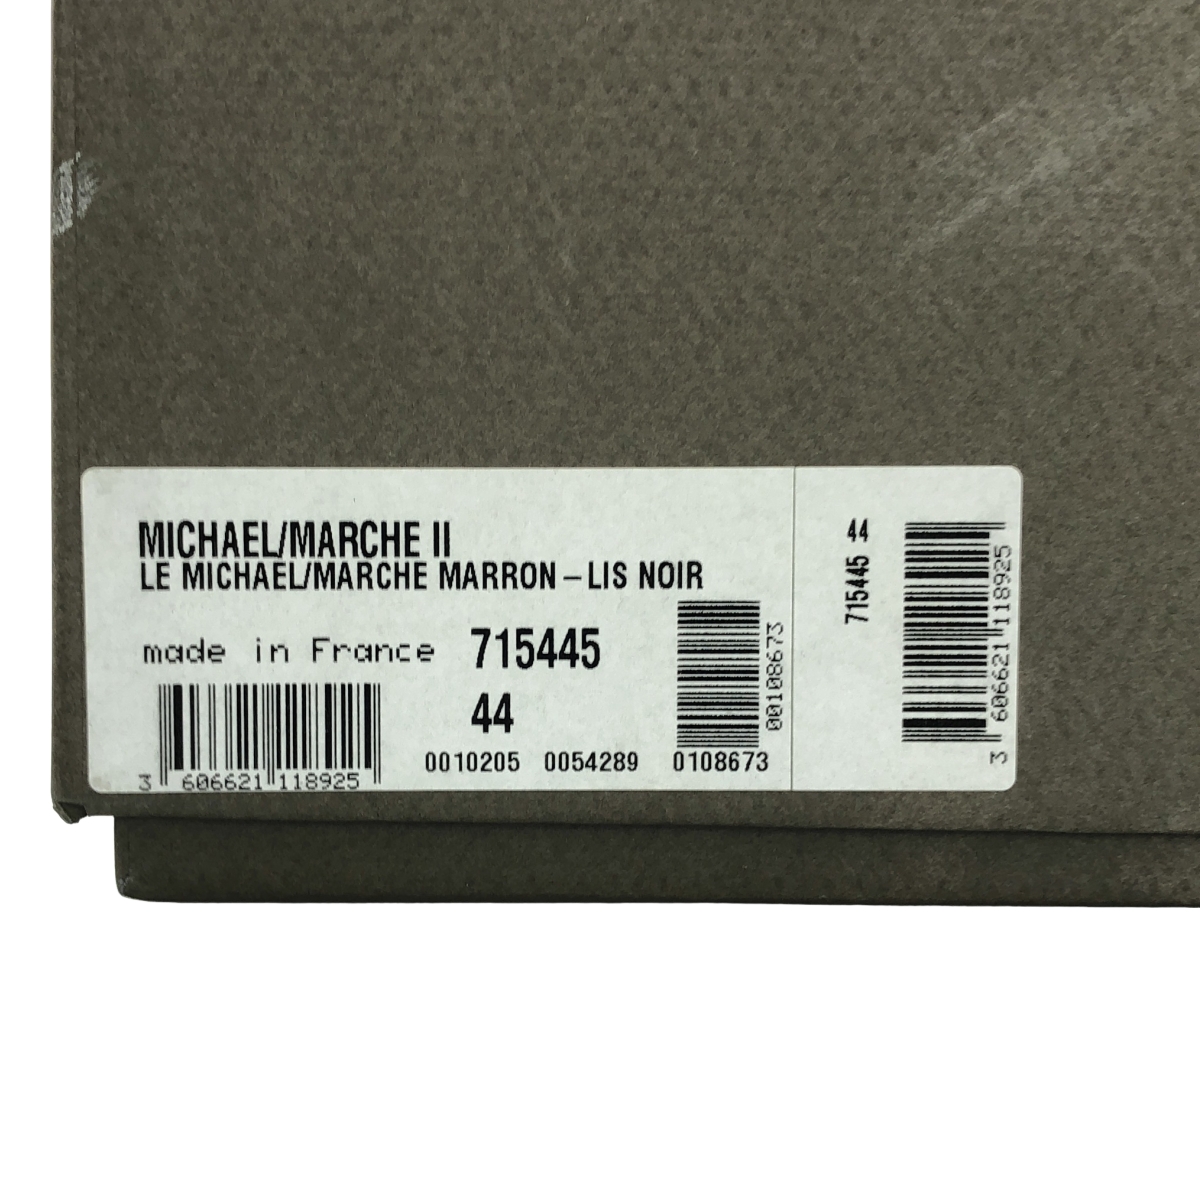 MICHAEL/MARCHE II
LE MICHAEL/MARCHE MARRON – LIS NOIR
made in France 715445
44
0010205 0054289 0108673
3 606621 118925
00108673
715445 44
3 606621 118925